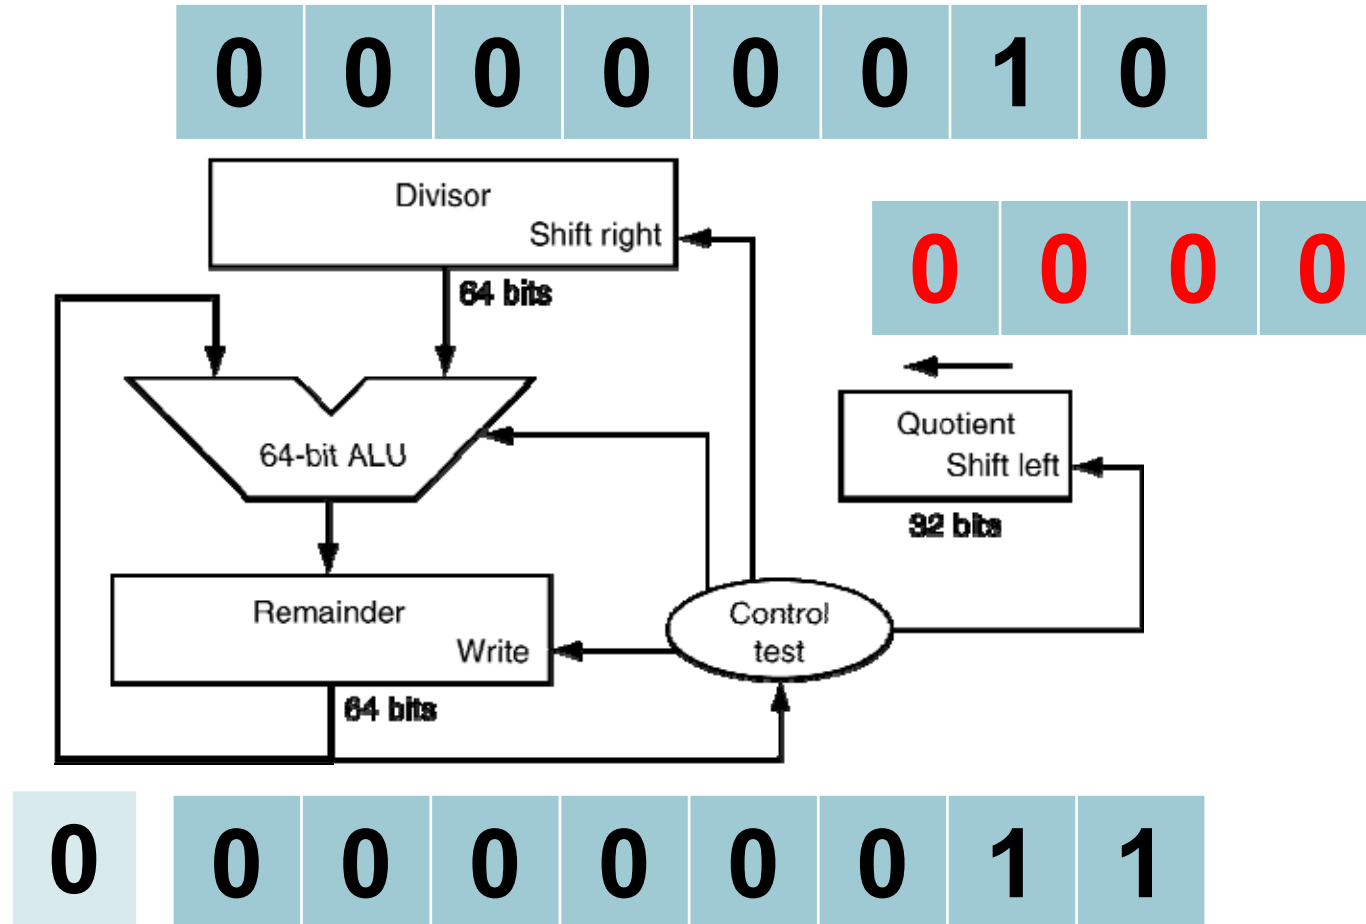 0 0 0 0 0 0 1 0
Divisor
Shift right
64 bits
0 0 0 0
64-bit ALU
Quotient
Shift left
32 bits
Remainder
Write
Control
test
64 bits
0 0 0 0 0 0 0 1 1